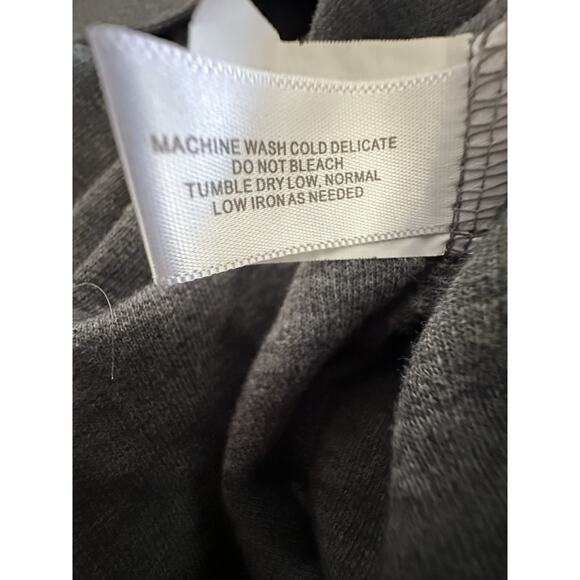 MACHINE WASH COLD DELICATE
DO NOT BLEACH
TUMBLE DRY LOW, NORMAL
LOW IRON AS NEEDED